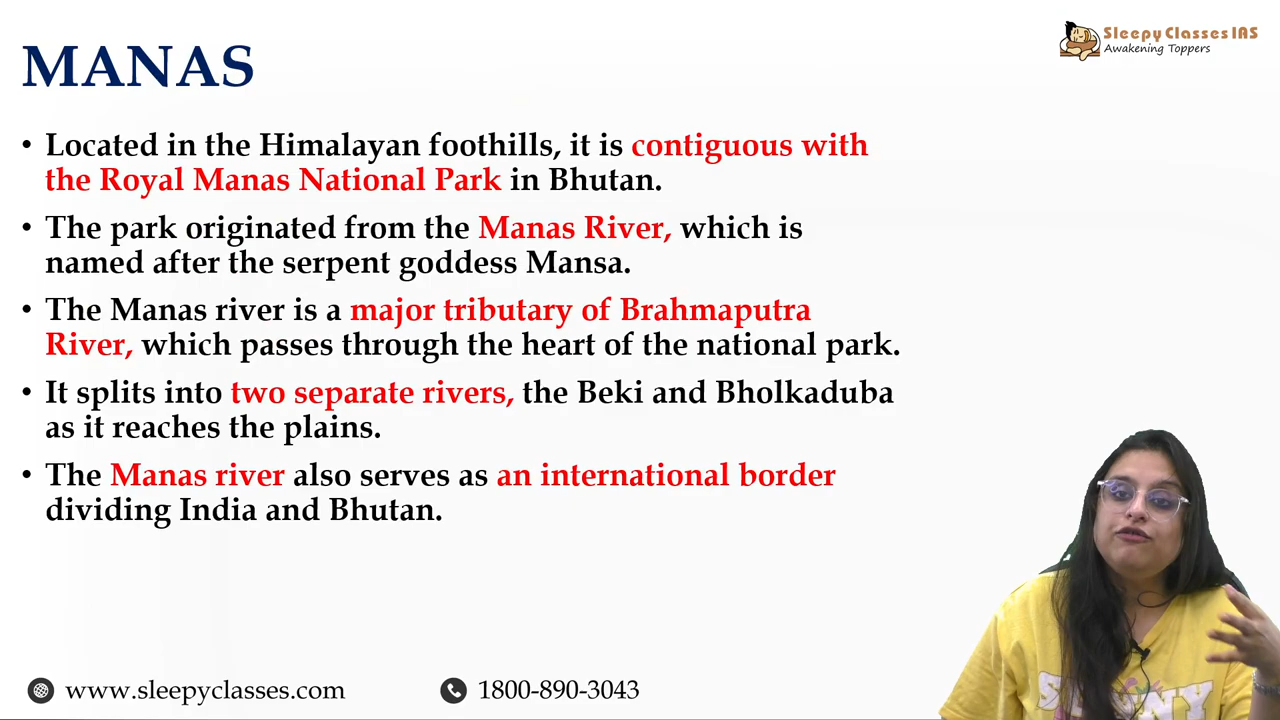 MANAS
Sleepy Classes IAS
Awakening Toppers
• Located in the Himalayan foothills, it is contiguous with
the Royal Manas National Park in Bhutan.
• The park originated from the Manas River, which is
named after the serpent goddess Mansa.
• The Manas river is a major tributary of Brahmaputra
River, which passes through the heart of the national park.
• It splits into two separate rivers, the Beki and Bholkaduba
as it reaches the plains.
• The Manas river also serves as an international border
dividing India and Bhutan.
www.sleepyclasses.com
1800-890-3043